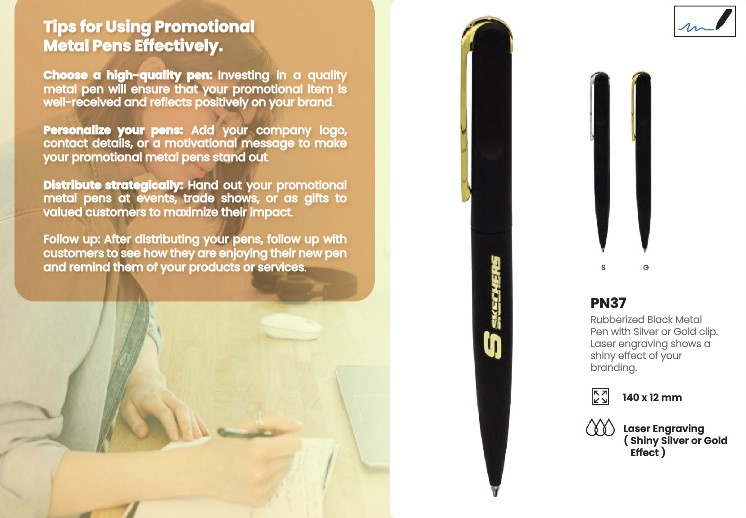 Tips for Using Promotional
Metal Pens Effectively.
Choose a high-quality pen: Investing in a quality
metal pen will ensure that your promotional item is
well-received and reflects positively on your brand.
Personalize your pens: Add your company logo,
contact details, or a motivational message to make
your promotional metal pens stand out.
Distribute strategically: Hand out your promotional
metal pens at events, trade shows, or as gifts to
valued customers to maximize their impact.
Follow up: After distributing your pens, follow up with
customers to see how they are enjoying their new pen
and remind them of your products or services.
SKECHERS
S
S G
PN37
Rubberized Black Metal
Pen with Silver or Gold clip.
Laser engraving shows a
shiny effect of your
branding.
140 x 12 mm
Laser Engraving
( Shiny Silver or Gold
Effect )